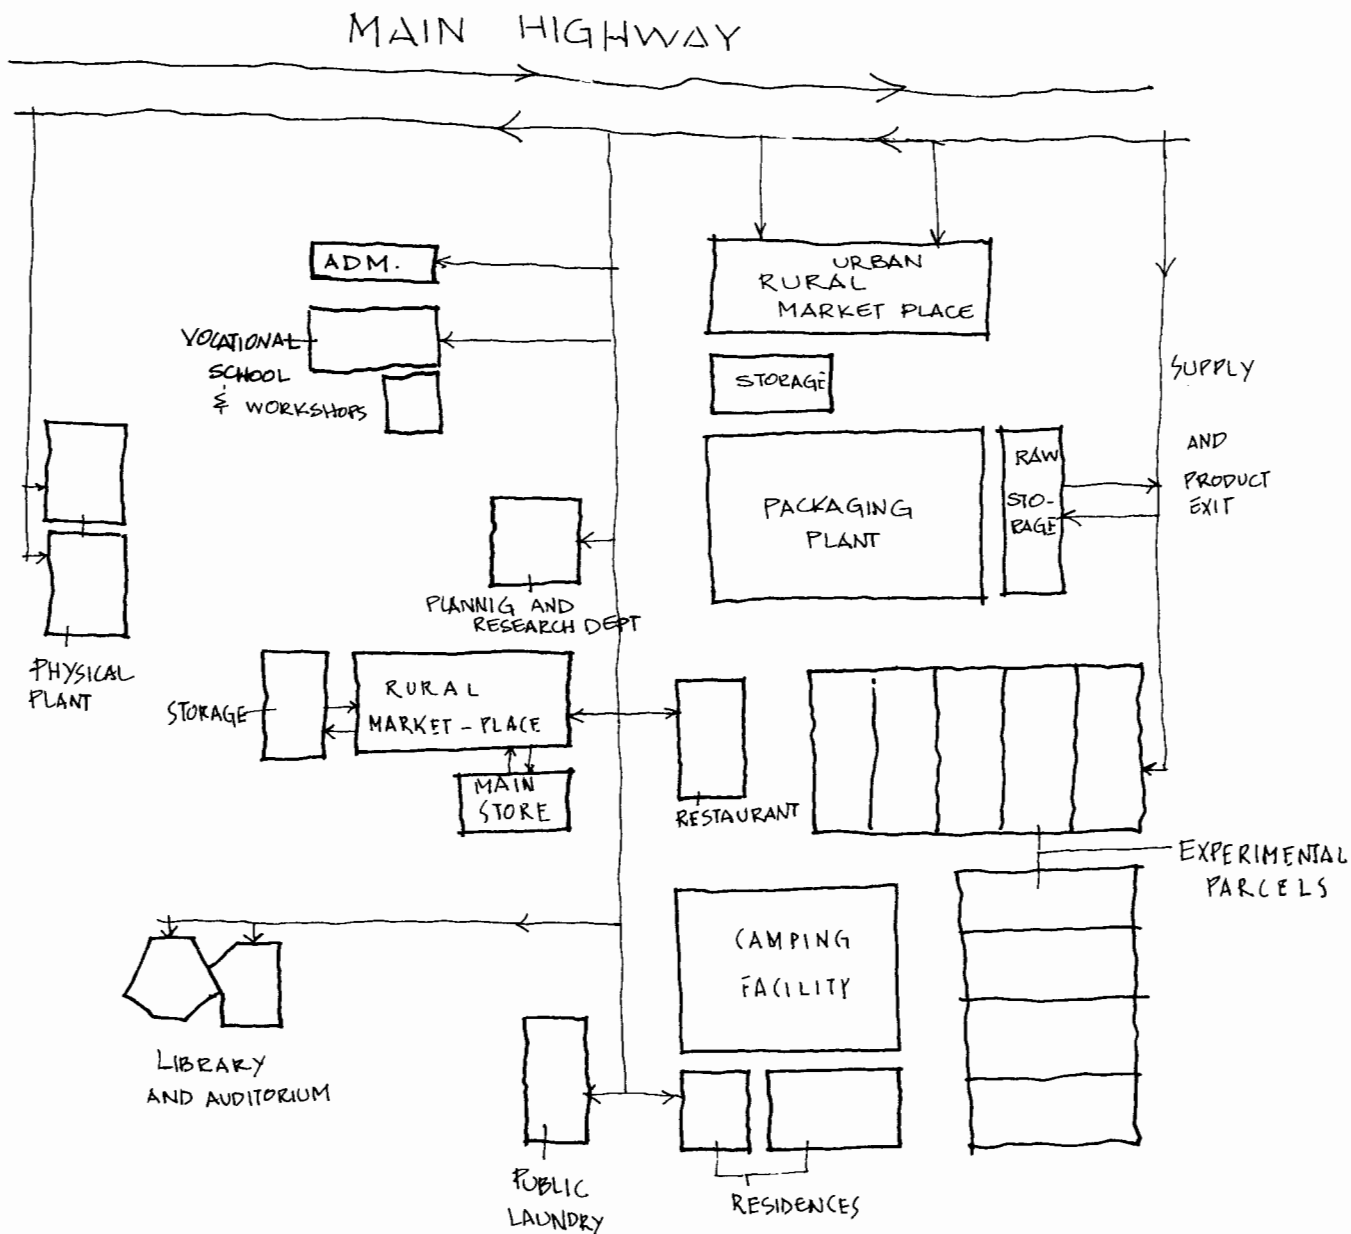 MAIN HIGHWAY
ADM.
URBAN
RURAL
MARKET PLACE
VOCATIONAL
SCHOOL
& WORKSHOPS
STORAGE
SUPPLY
AND
PRODUCT
EXIT
RAW
STO-
RAGE
PACKAGING
PLANT
PLANNIG AND
RESEARCH DEPT
PHYSICAL
PLANT
STORAGE
RURAL
MARKET-PLACE
MAIN
STORE
RESTAURANT
EXPERIMENTAL
PARCELS
CAMPING
FACILITY
LIBRARY
AND AUDITORIUM
PUBLIC
LAUNDRY
RESIDENCES